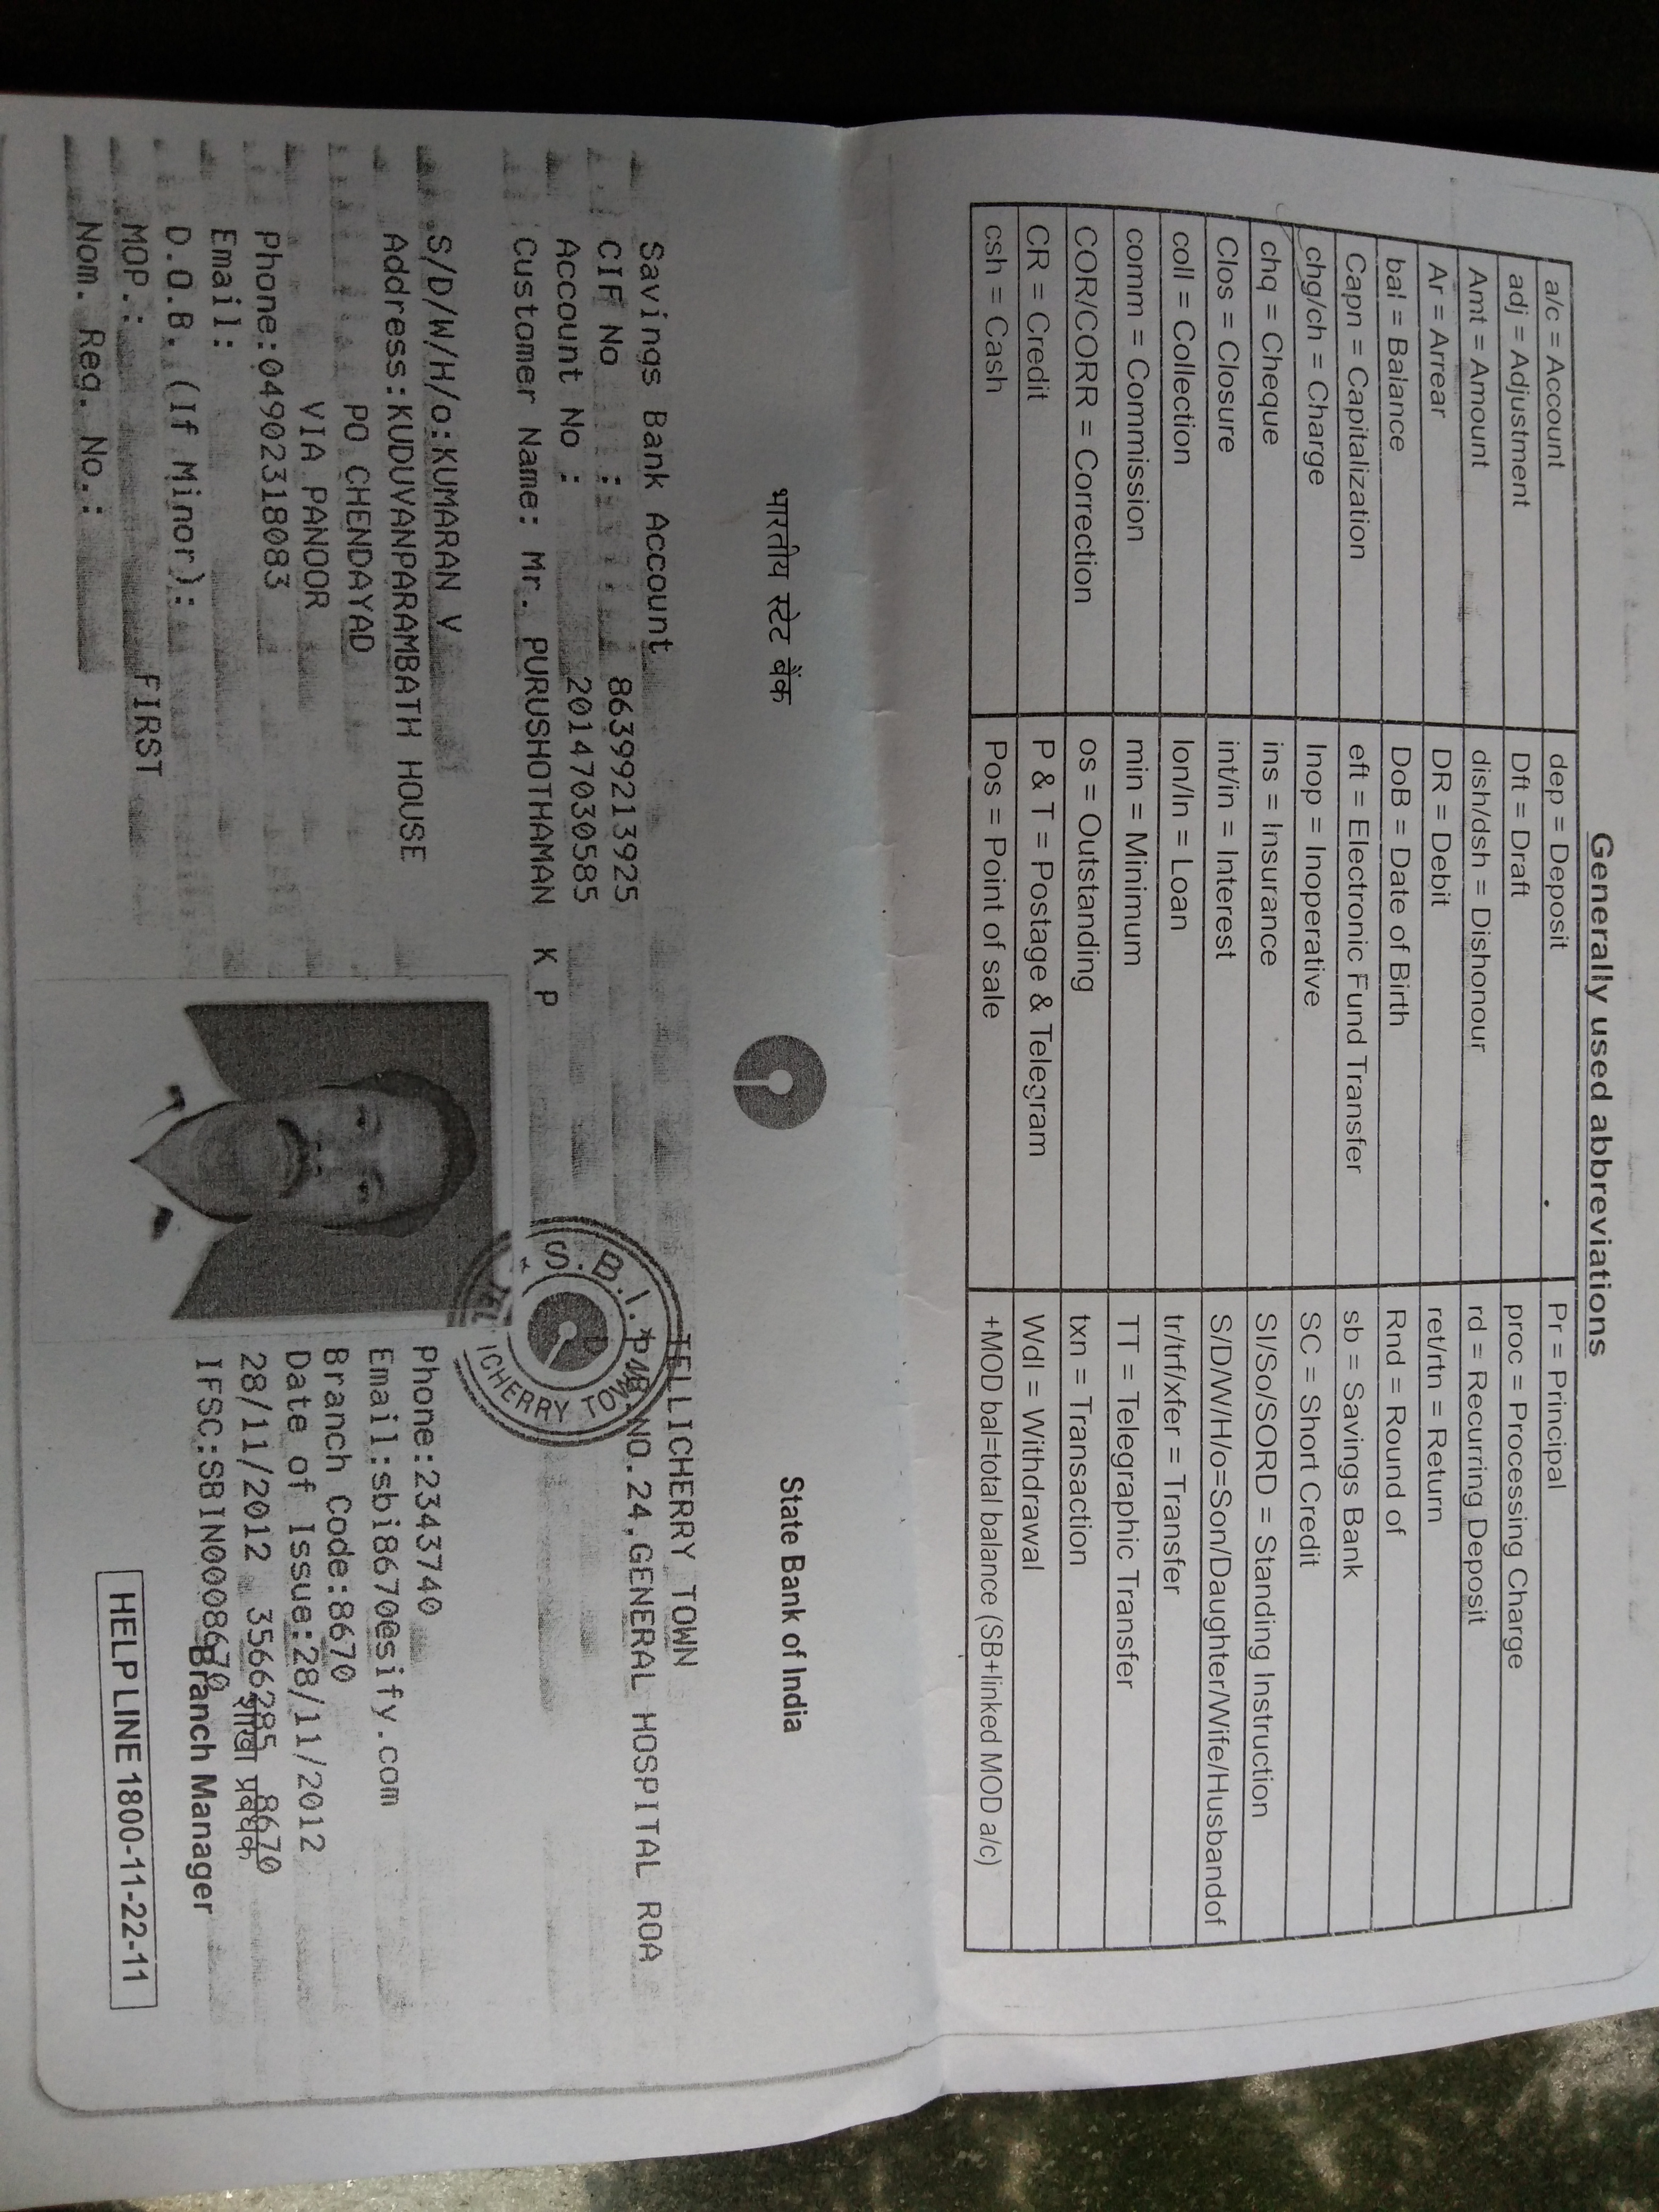 Generally used abbreviations
a/c = Account dep = Deposit Pr = Principal
adj = Adjustment Dft = Draft proc = Processing Charge
Amt = Amount dish/dsh = Dishonour rd = Recurring Deposit
Ar = Arrear DR = Debit ret/rtn = Return
bal = Balance DoB = Date of Birth Rnd = Round of
Capn = Capitalization eft = Electronic Fund Transfer sb = Savings Bank
chg/ch = Charge Inop = Inoperative SC = Short Credit
chq = Cheque ins = Insurance SI/So/SORD = Standing Instruction
Clos = Closure int/in = Interest S/D/W/H/o=Son/Daughter/Wife/Husbandof
coll = Collection lon/ln = Loan tr/trf/xfer = Transfer
comm = Commission min = Minimum TT = Telegraphic Transfer
COR/CORR = Correction os = Outstanding txn = Transaction
CR = Credit P & T = Postage & Telegram Wdl = Withdrawal
csh = Cash Pos = Point of sale +MOD bal=total balance (SB+linked MOD a/c)
भारतीय स्टेट बैंक State Bank of India
Savings Bank Account TELLICHERRY TOWN
CIF No : 86399213925 NO.24,GENERAL HOSPITAL ROA
Account No : 20147030585
Customer Name: Mr. PURUSHOTHAMAN K P
S.B.I.
ICHERRY TO
S/D/W/H/o:KUMARAN V Phone:2343740
Address:KUDUVANPARAMBATH HOUSE Email:sbi8670@sify.com
PO CHENDAYAD Branch Code:8670
VIA PANOOR Date of Issue:28/11/2012
Phone:04902318083 28/11/2012 3566285 8670
शाखा प्रबंधक
Email: IFSC:SBIN0008670
Branch Manager
D.O.B. (If Minor):
MOP.: FIRST
Nom. Reg. No.:
HELP LINE 1800-11-22-11